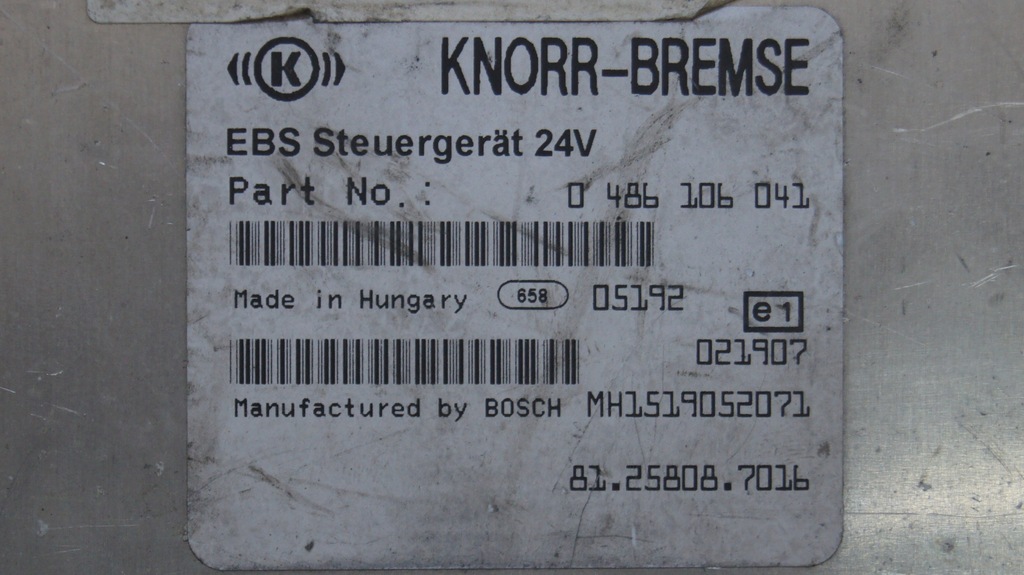 K KNORR-BREMSE
EBS Steuergerät 24V
Part No.: 0 486 106 041
Made in Hungary 658 05192
e1
021907
Manufactured by BOSCH MH1519052071
81.25808.7016